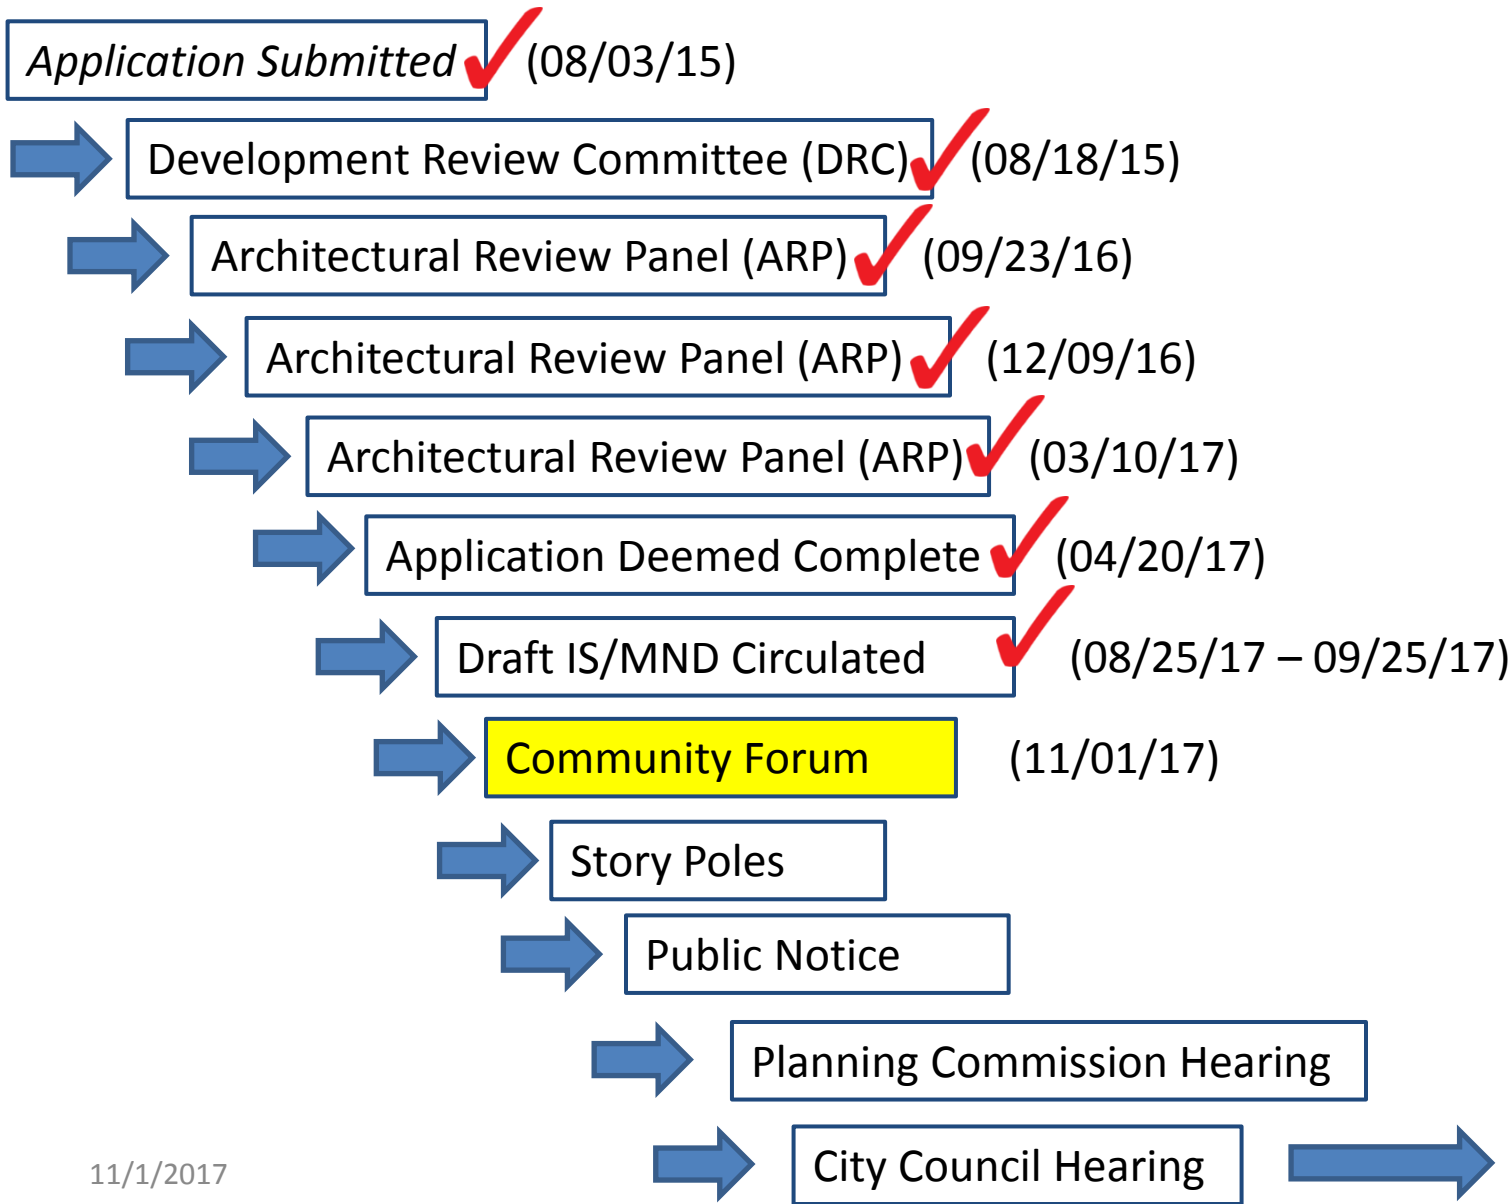 Application Submitted (08/03/15)
Development Review Committee (DRC) (08/18/15)
Architectural Review Panel (ARP) (09/23/16)
Architectural Review Panel (ARP) (12/09/16)
Architectural Review Panel (ARP) (03/10/17)
Application Deemed Complete (04/20/17)
Draft IS/MND Circulated (08/25/17 – 09/25/17)
Community Forum (11/01/17)
Story Poles
Public Notice
Planning Commission Hearing
City Council Hearing
11/1/2017